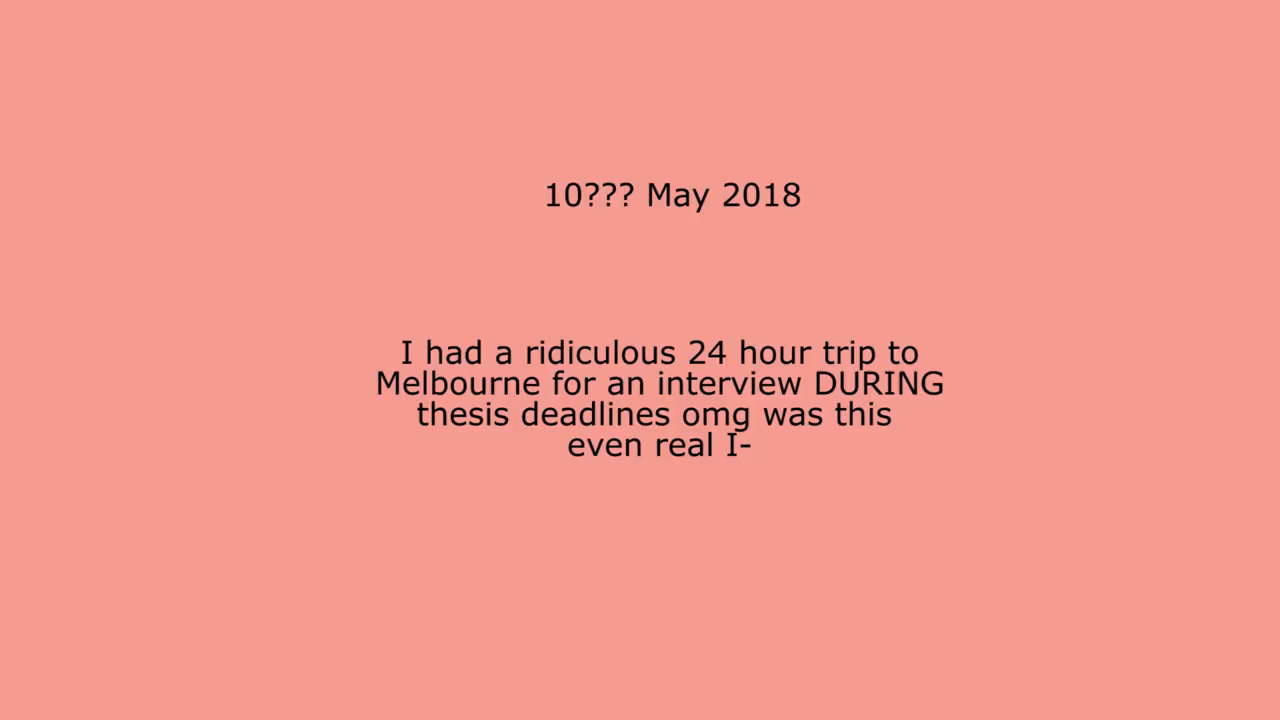 10??? May 2018
I had a ridiculous 24 hour trip to
Melbourne for an interview DURING
thesis deadlines omg was this
even real I-